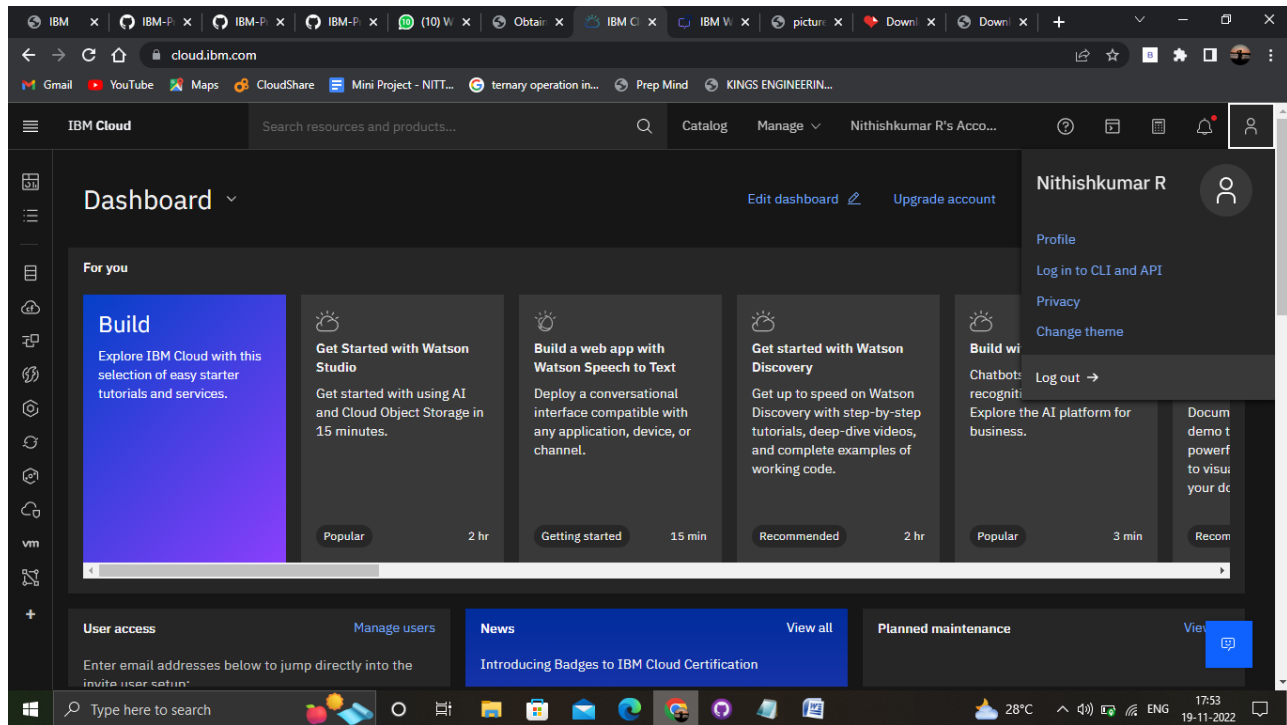 IBM
IBM-P
IBM-P
IBM-P
(10) W
Obtain
IBM Cl
IBM W
picture
Downl
Downl
cloud.ibm.com
Gmail
YouTube
Maps
CloudShare
Mini Project - NITT...
ternary operation in...
Prep Mind
KINGS ENGINEERIN...
IBM Cloud
Search resources and products...
Catalog
Manage
Nithishkumar R's Acco...
Nithishkumar R
Profile
Log in to CLI and API
Privacy
Change theme
Log out →
Dashboard
Edit dashboard
Upgrade account
For you
Build
Explore IBM Cloud with this
selection of easy starter
tutorials and services.
Get Started with Watson
Studio
Get started with using AI
and Cloud Object Storage in
15 minutes.
Popular
2 hr
Build a web app with
Watson Speech to Text
Deploy a conversational
interface compatible with
any application, device, or
channel.
Getting started
15 min
Get started with Watson
Discovery
Get up to speed on Watson
Discovery with step-by-step
tutorials, deep-dive videos,
and complete examples of
working code.
Recommended
2 hr
Build wi
Chatbots
recogniti
Explore the AI platform for
business.
Popular
3 min
Docum
demo t
powerf
to visua
your do
Recom
vm
User access
Manage users
Enter email addresses below to jump directly into the
invite user setup:
News
View all
Introducing Badges to IBM Cloud Certification
Planned maintenance
Vie
Type here to search
28°C
ENG
17:53
19-11-2022